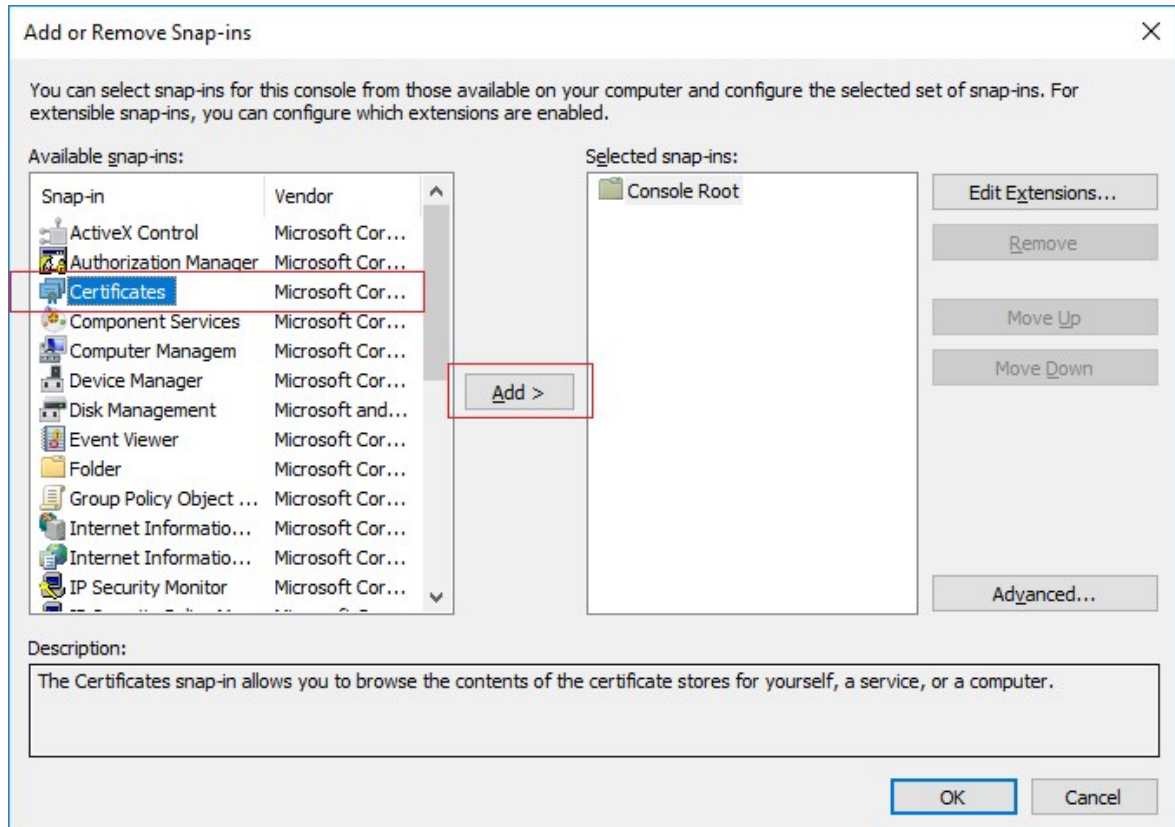 Add or Remove Snap-ins
You can select snap-ins for this console from those available on your computer and configure the selected set of snap-ins. For
extensible snap-ins, you can configure which extensions are enabled.
Available snap-ins:
Snap-in Vendor
ActiveX Control Microsoft Cor...
Authorization Manager Microsoft Cor...
Certificates Microsoft Cor...
Component Services Microsoft Cor...
Computer Managem Microsoft Cor...
Device Manager Microsoft Cor...
Disk Management Microsoft and...
Event Viewer Microsoft Cor...
Folder Microsoft Cor...
Group Policy Object ... Microsoft Cor...
Internet Informatio... Microsoft Cor...
Internet Informatio... Microsoft Cor...
IP Security Monitor Microsoft Cor...
Add >
Selected snap-ins:
Console Root
Edit Extensions...
Remove
Move Up
Move Down
Advanced...
Description:
The Certificates snap-in allows you to browse the contents of the certificate stores for yourself, a service, or a computer.
OK
Cancel